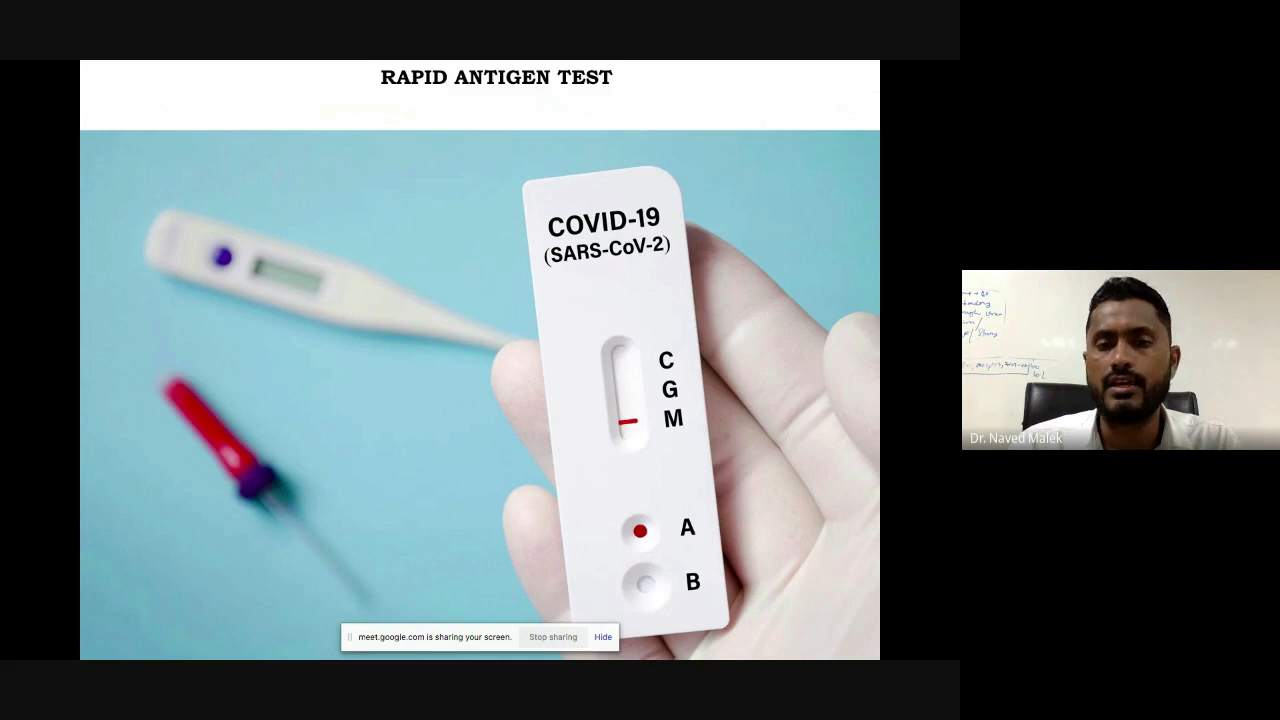 RAPID ANTIGEN TEST
COVID-19
(SARS-CoV-2)
C
G
M
A
B
meet.google.com is sharing your screen.
Stop sharing
Hide
Dr. Naved Malek